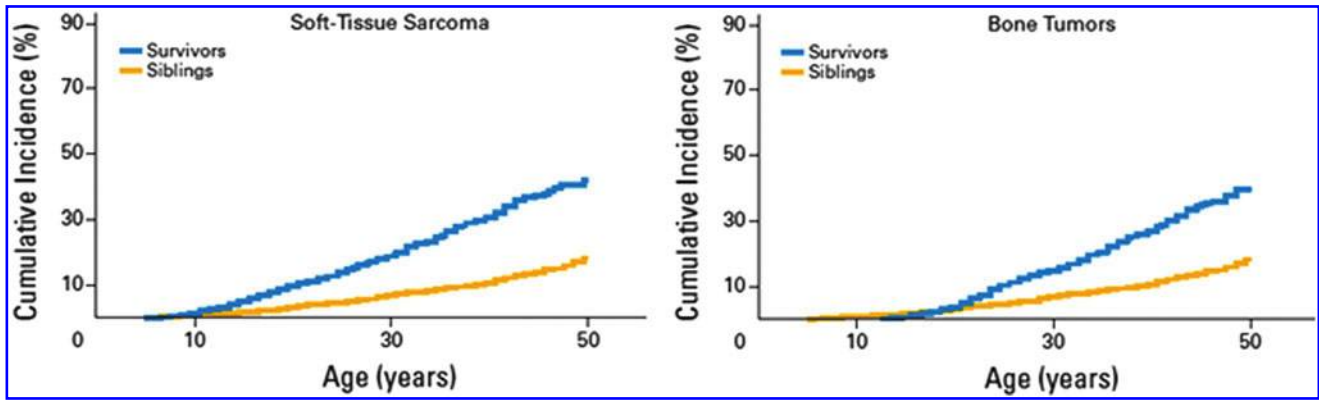 Soft-Tissue Sarcoma
Cumulative Incidence (%)
90
70
50
30
10
Survivors
Siblings
0
10
30
50
Age (years)
Bone Tumors
Cumulative Incidence (%)
90
70
50
30
10
Survivors
Siblings
0
10
30
50
Age (years)